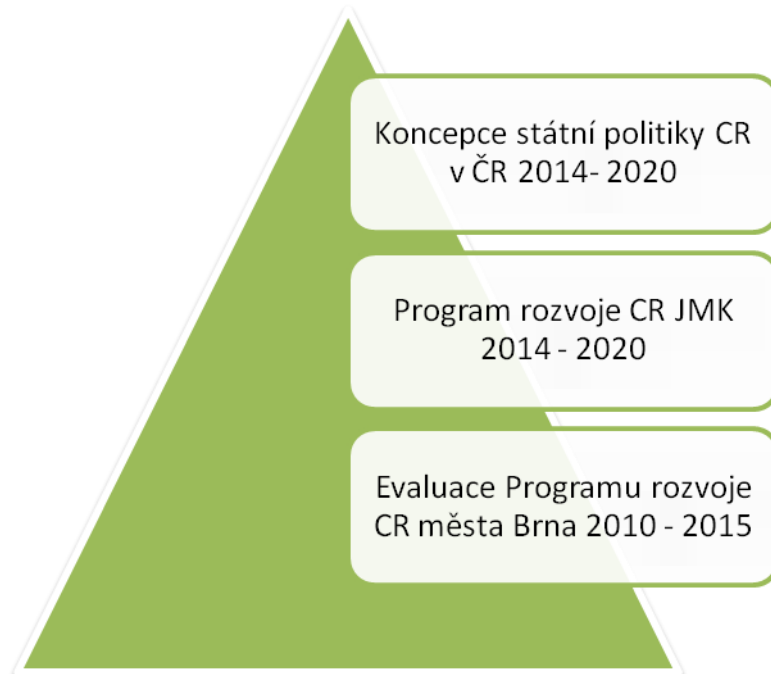 Koncepce státní politiky CR
v ČR 2014- 2020
Program rozvoje CR JMK
2014 - 2020
Evaluace Programu rozvoje
CR města Brna 2010 - 2015